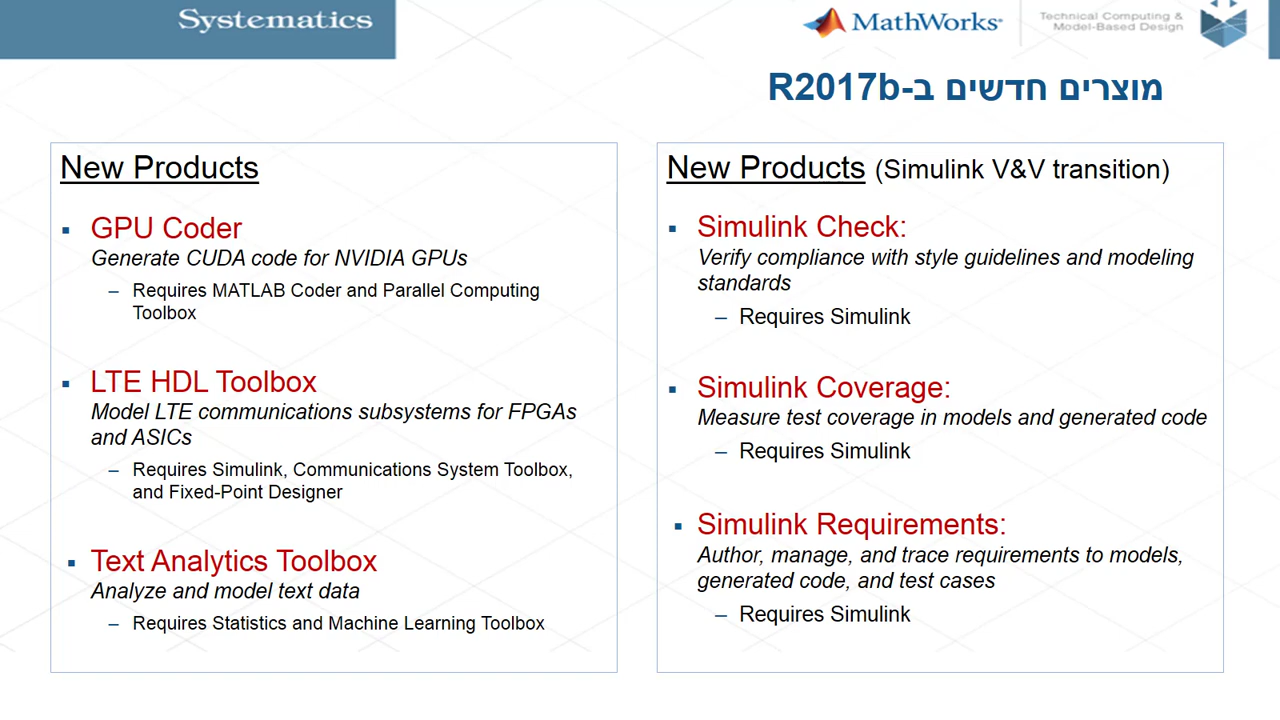 Systematics
MathWorks®
Technical Computing &
Model-Based Design
מוצרים חדשים ב-R2017b
New Products
▪ GPU Coder
Generate CUDA code for NVIDIA GPUs
– Requires MATLAB Coder and Parallel Computing
Toolbox
▪ LTE HDL Toolbox
Model LTE communications subsystems for FPGAs
and ASICs
– Requires Simulink, Communications System Toolbox,
and Fixed-Point Designer
▪ Text Analytics Toolbox
Analyze and model text data
– Requires Statistics and Machine Learning Toolbox
New Products (Simulink V&V transition)
▪ Simulink Check:
Verify compliance with style guidelines and modeling
standards
– Requires Simulink
▪ Simulink Coverage:
Measure test coverage in models and generated code
– Requires Simulink
▪ Simulink Requirements:
Author, manage, and trace requirements to models,
generated code, and test cases
– Requires Simulink